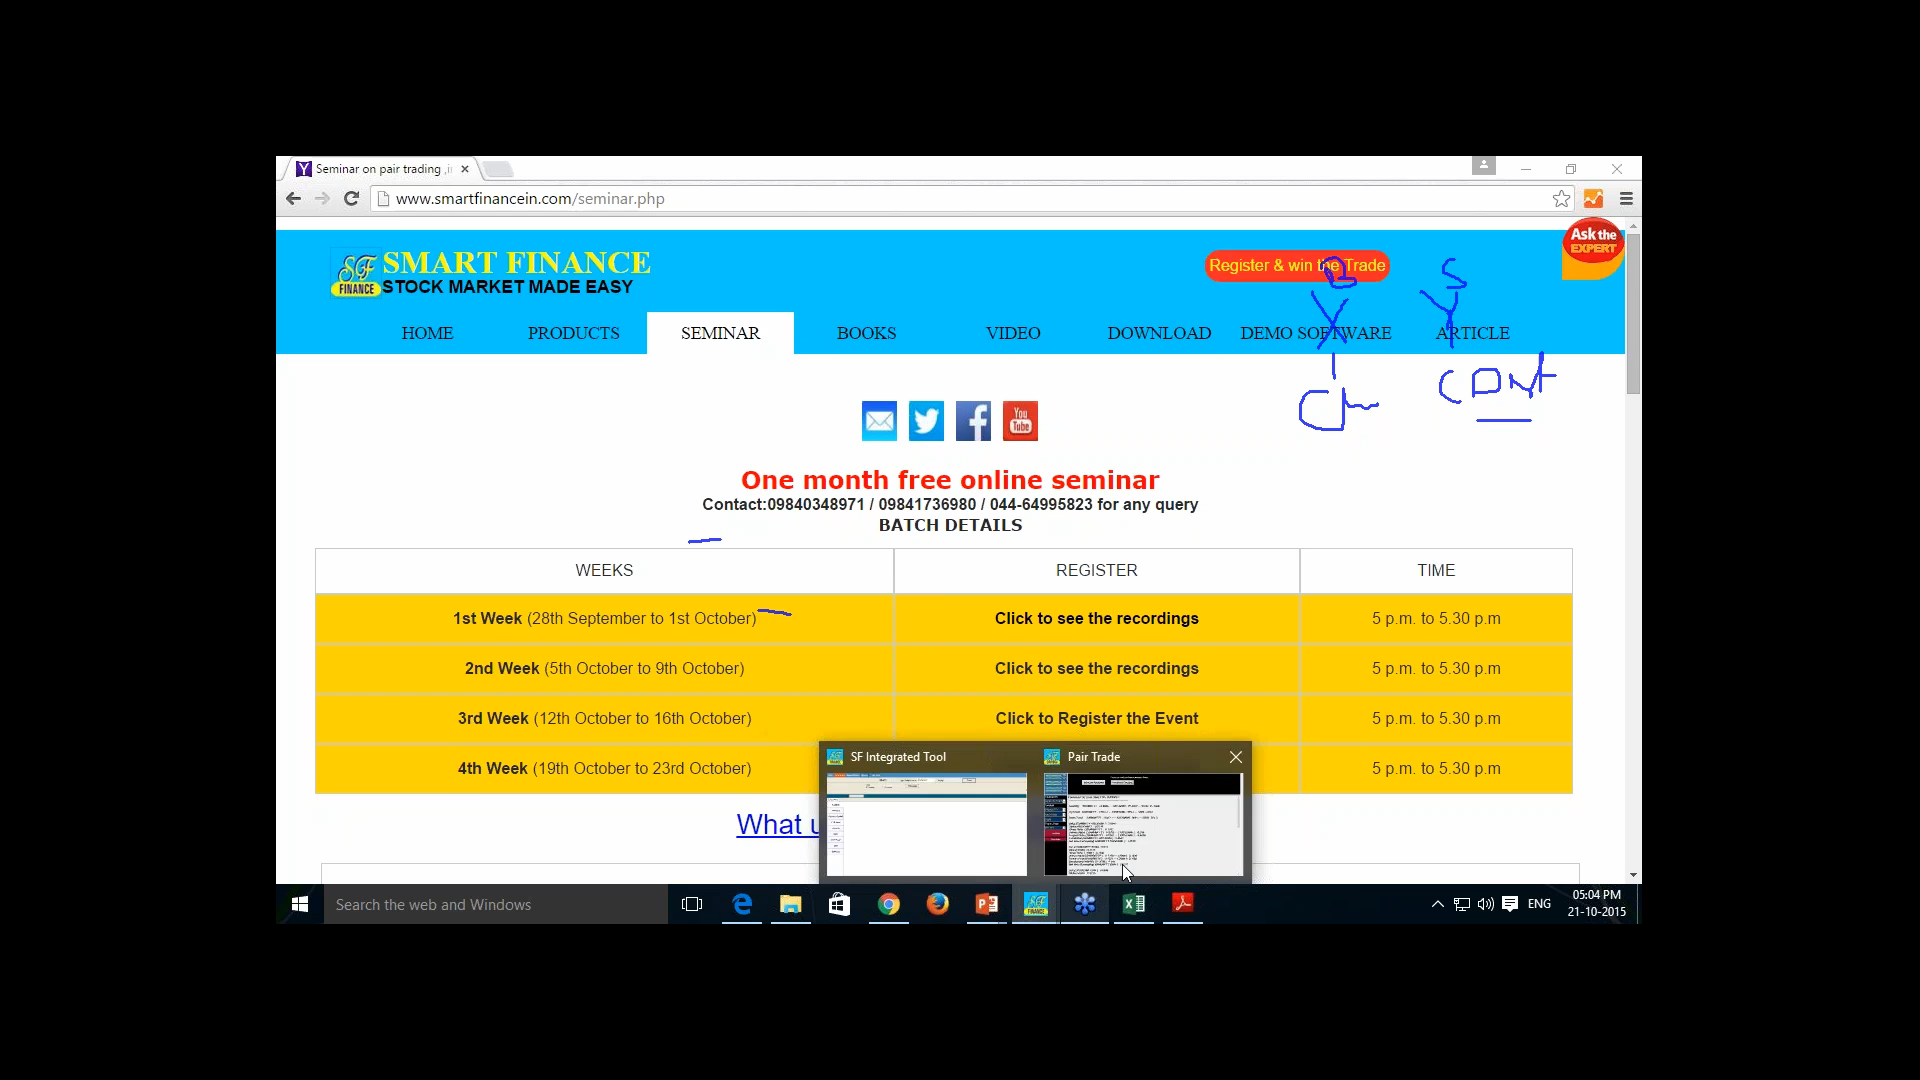 Seminar on pair trading ,i
www.smartfinancein.com/seminar.php
Ask the
EXPERT
SF
FINANCE
SMART FINANCE
STOCK MARKET MADE EASY
Register & win the Trade
B S
HOME PRODUCTS SEMINAR BOOKS VIDEO DOWNLOAD DEMO SOFTWARE ARTICLE
You
Tube
One month free online seminar
Contact:09840348971 / 09841736980 / 044-64995823 for any query
BATCH DETAILS
WEEKS REGISTER TIME
1st Week (28th September to 1st October) Click to see the recordings 5 p.m. to 5.30 p.m
2nd Week (5th October to 9th October) Click to see the recordings 5 p.m. to 5.30 p.m
3rd Week (12th October to 16th October) Click to Register the Event 5 p.m. to 5.30 p.m
4th Week (19th October to 23rd October) 5 p.m. to 5.30 p.m
SF Integrated Tool Pair Trade
What u
Search the web and Windows
ENG
05:04 PM
21-10-2015